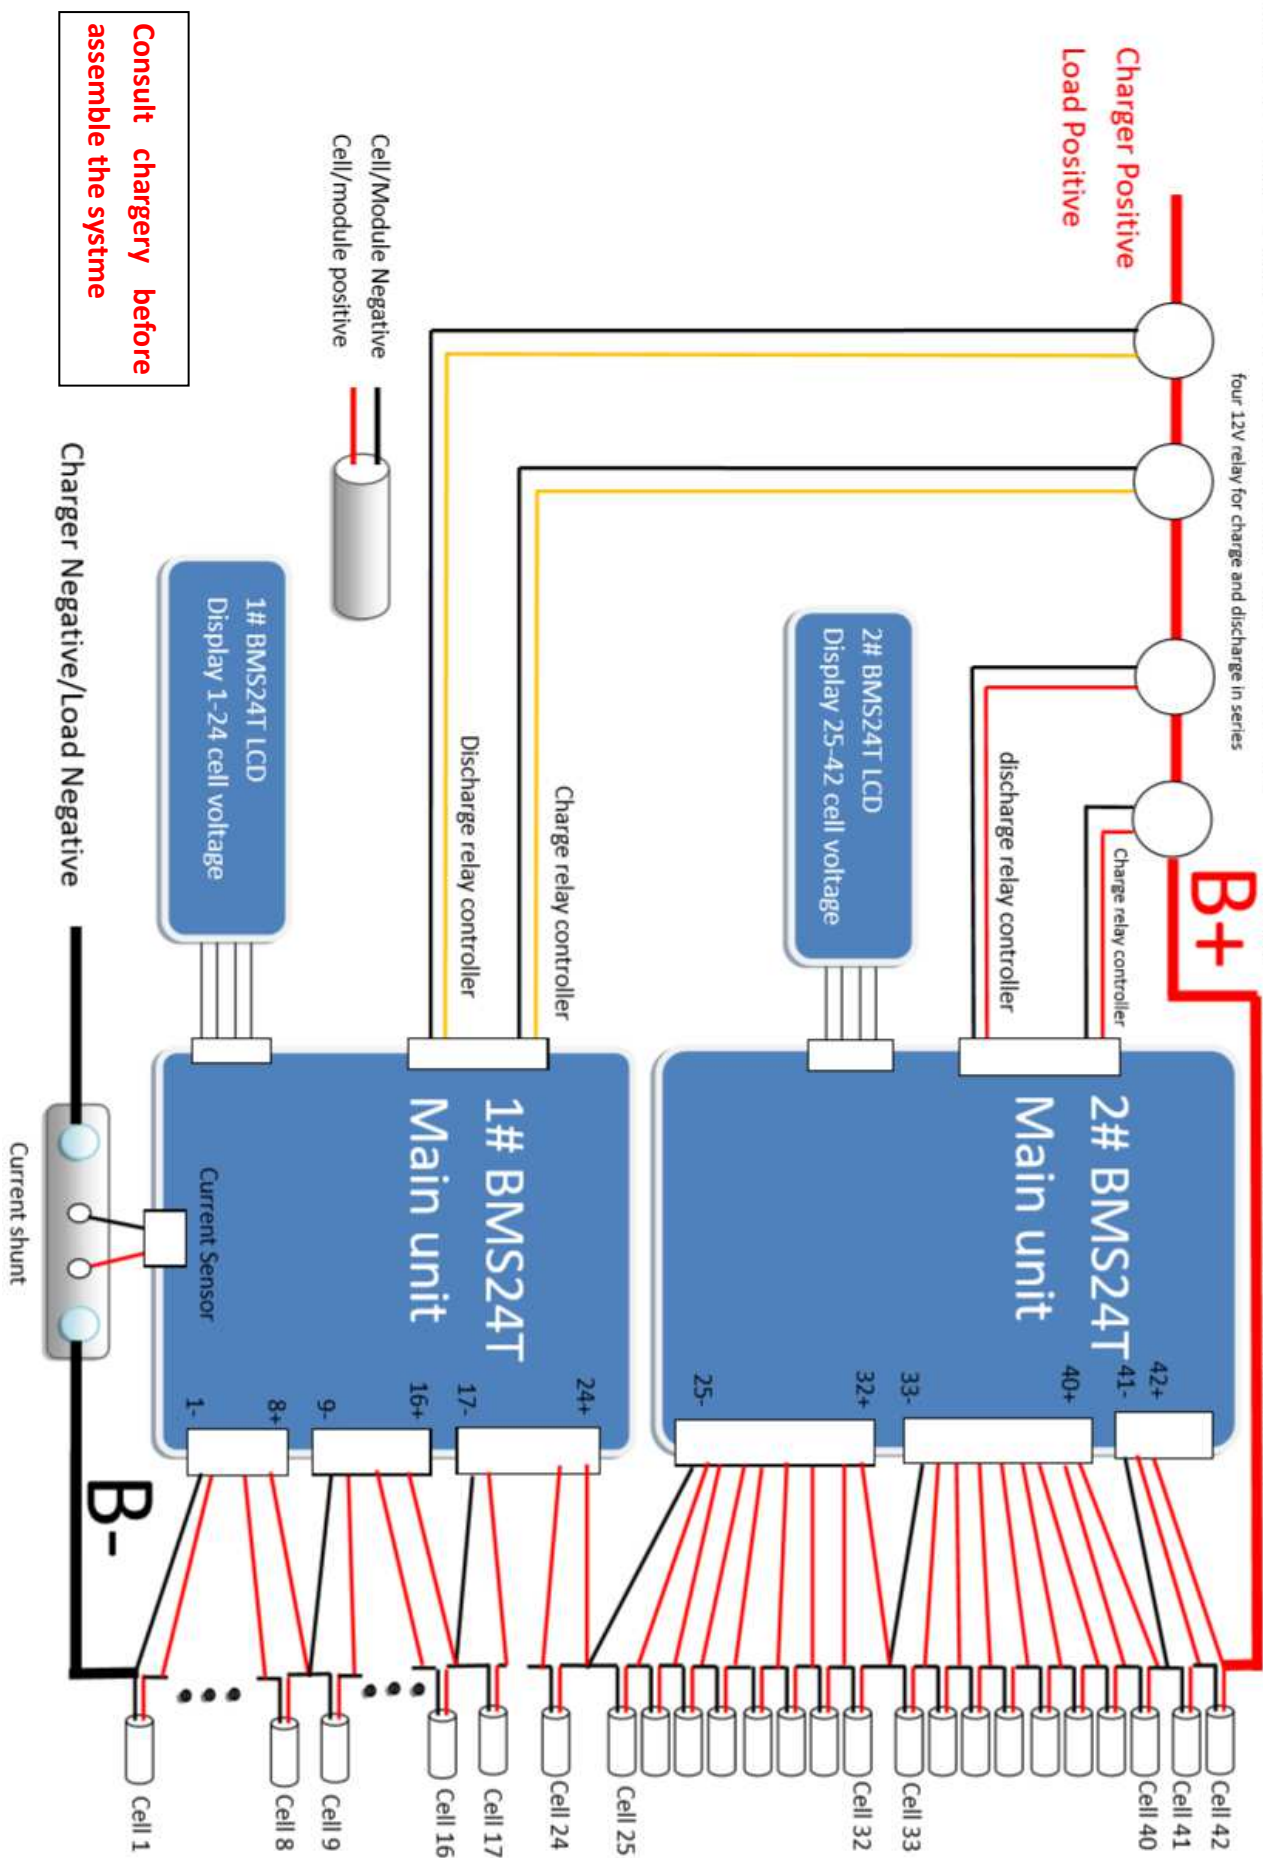 four 12V relay for charge and discharge in series
Charger Positive
Load Positive
B+
2# BMS24T LCD
Display 25-42 cell voltage
Charge relay controller
discharge relay controller
2# BMS24T
Main unit
42+
41-
40+
33-
32+
25-
Cell 42
Cell 41
Cell 40
Cell 33
Cell 32
Cell 25
Cell 24
Cell 17
Cell 16
Cell 9
Cell 8
Cell 1
Charge relay controller
Discharge relay controller
Cell/Module Negative
Cell/module positive
1# BMS24T
Main unit
24+
17-
16+
9-
8+
1-
1# BMS24T LCD
Display 1-24 cell voltage
Current Sensor
Consult chargery before
assemble the systme
Charger Negative/Load Negative
B-
Current shunt